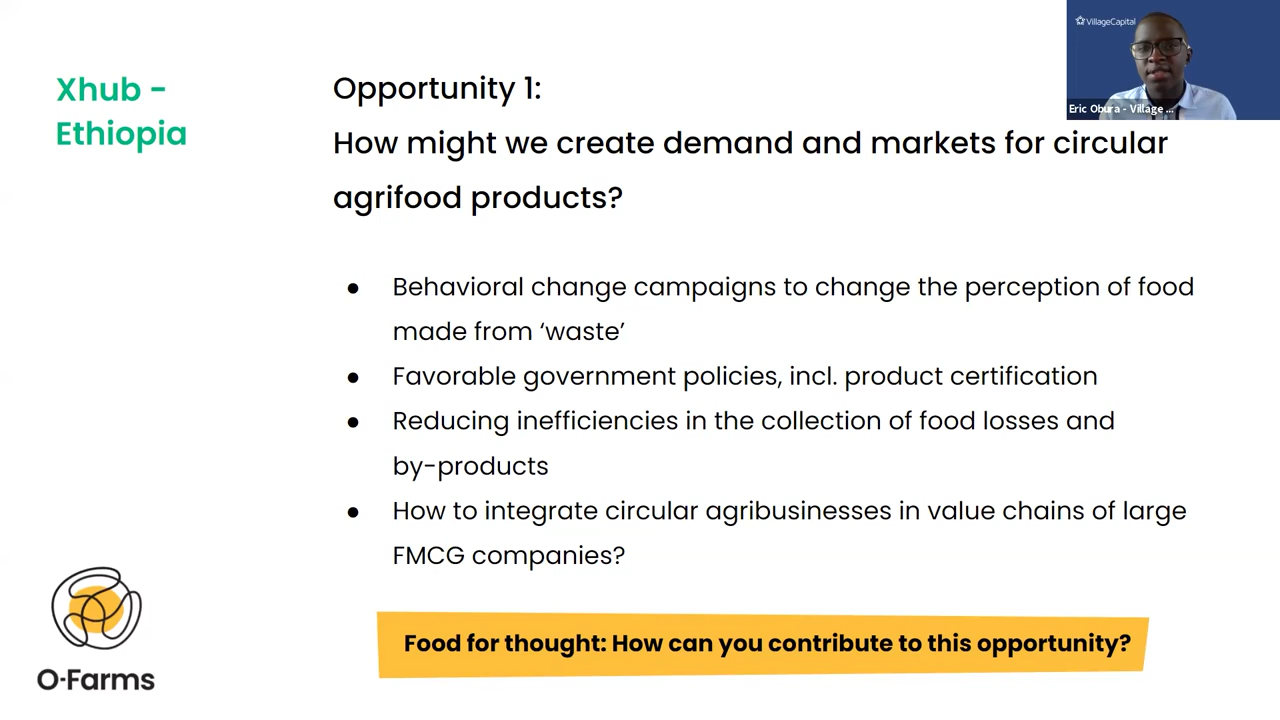 VillageCapital
Eric Obura - Village ...
Xhub -
Ethiopia
Opportunity 1:
How might we create demand and markets for circular
agrifood products?
● Behavioral change campaigns to change the perception of food
made from ‘waste’
● Favorable government policies, incl. product certification
● Reducing inefficiencies in the collection of food losses and
by-products
● How to integrate circular agribusinesses in value chains of large
FMCG companies?
Food for thought: How can you contribute to this opportunity?
O·Farms